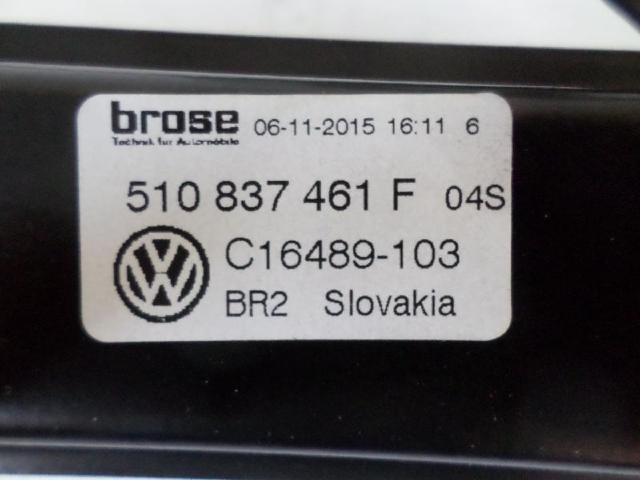 brose 06-11-2015 16:11 6
Technik für Automobile
510 837 461 F 04S
C16489-103
BR2 Slovakia